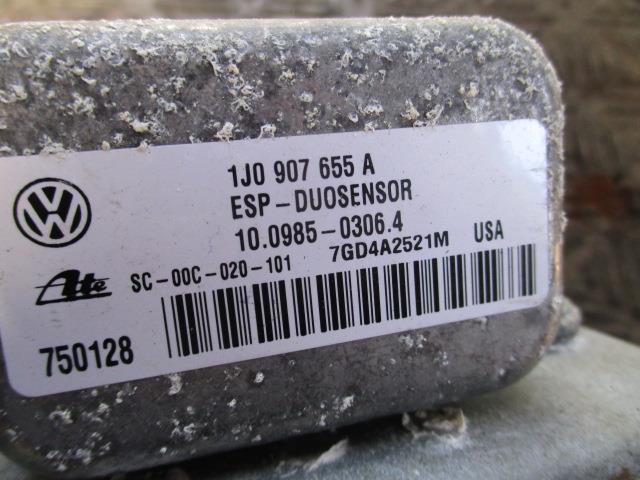 1J0 907 655 A
ESP-DUOSENSOR
10.0985-0306.4
SC-00C-020-101 7GD4A2521M USA
Ate
750128